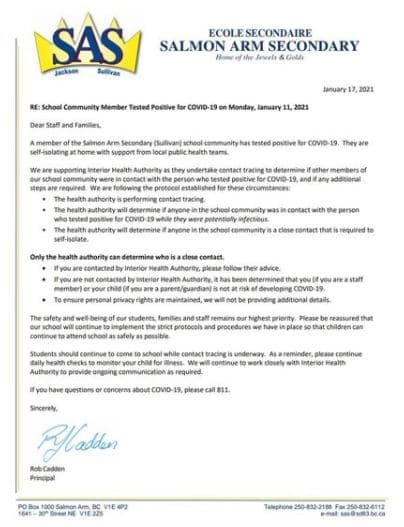 SAS
Jackson Sullivan
ECOLE SECONDAIRE
SALMON ARM SECONDARY
Home of the Jewels & Golds
January 17, 2021
RE: School Community Member Tested Positive for COVID-19 on Monday, January 11, 2021
Dear Staff and Families,
A member of the Salmon Arm Secondary (Sullivan) school community has tested positive for COVID-19. They are
self-isolating at home with support from local public health teams.
We are supporting Interior Health Authority as they undertake contact tracing to determine if other members of
our school community were in contact with the person who tested positive for COVID-19, and if any additional
steps are required. We are following the protocol established for these circumstances:
• The health authority is performing contact tracing.
• The health authority will determine if anyone in the school community was in contact with the person
who tested positive for COVID-19 while they were potentially infectious.
• The health authority will determine if anyone in the school community is a close contact that is required to
self-isolate.
Only the health authority can determine who is a close contact.
• If you are contacted by Interior Health Authority, please follow their advice.
• If you are not contacted by Interior Health Authority, it has been determined that you (if you are a staff
member) or your child (if you are a parent/guardian) is not at risk of developing COVID-19.
• To ensure personal privacy rights are maintained, we will not be providing additional details.
The safety and well-being of our students, families and staff remains our highest priority. Please be reassured that
our school will continue to implement the strict protocols and procedures we have in place so that children can
continue to attend school as safely as possible.
Students should continue to come to school while contact tracing is underway. As a reminder, please continue
daily health checks to monitor your child for illness. We will continue to work closely with Interior Health
Authority to provide ongoing communication as required.
If you have questions or concerns about COVID-19, please call 811.
Sincerely,
RJCadden
Rob Cadden
Principal
PO Box 1000 Salmon Arm, BC V1E 4P2 Telephone 250-832-2188 Fax 250-832-6112
1641 – 30th Street NE V1E 2Z5 e-mail: sas@sd83.bc.ca